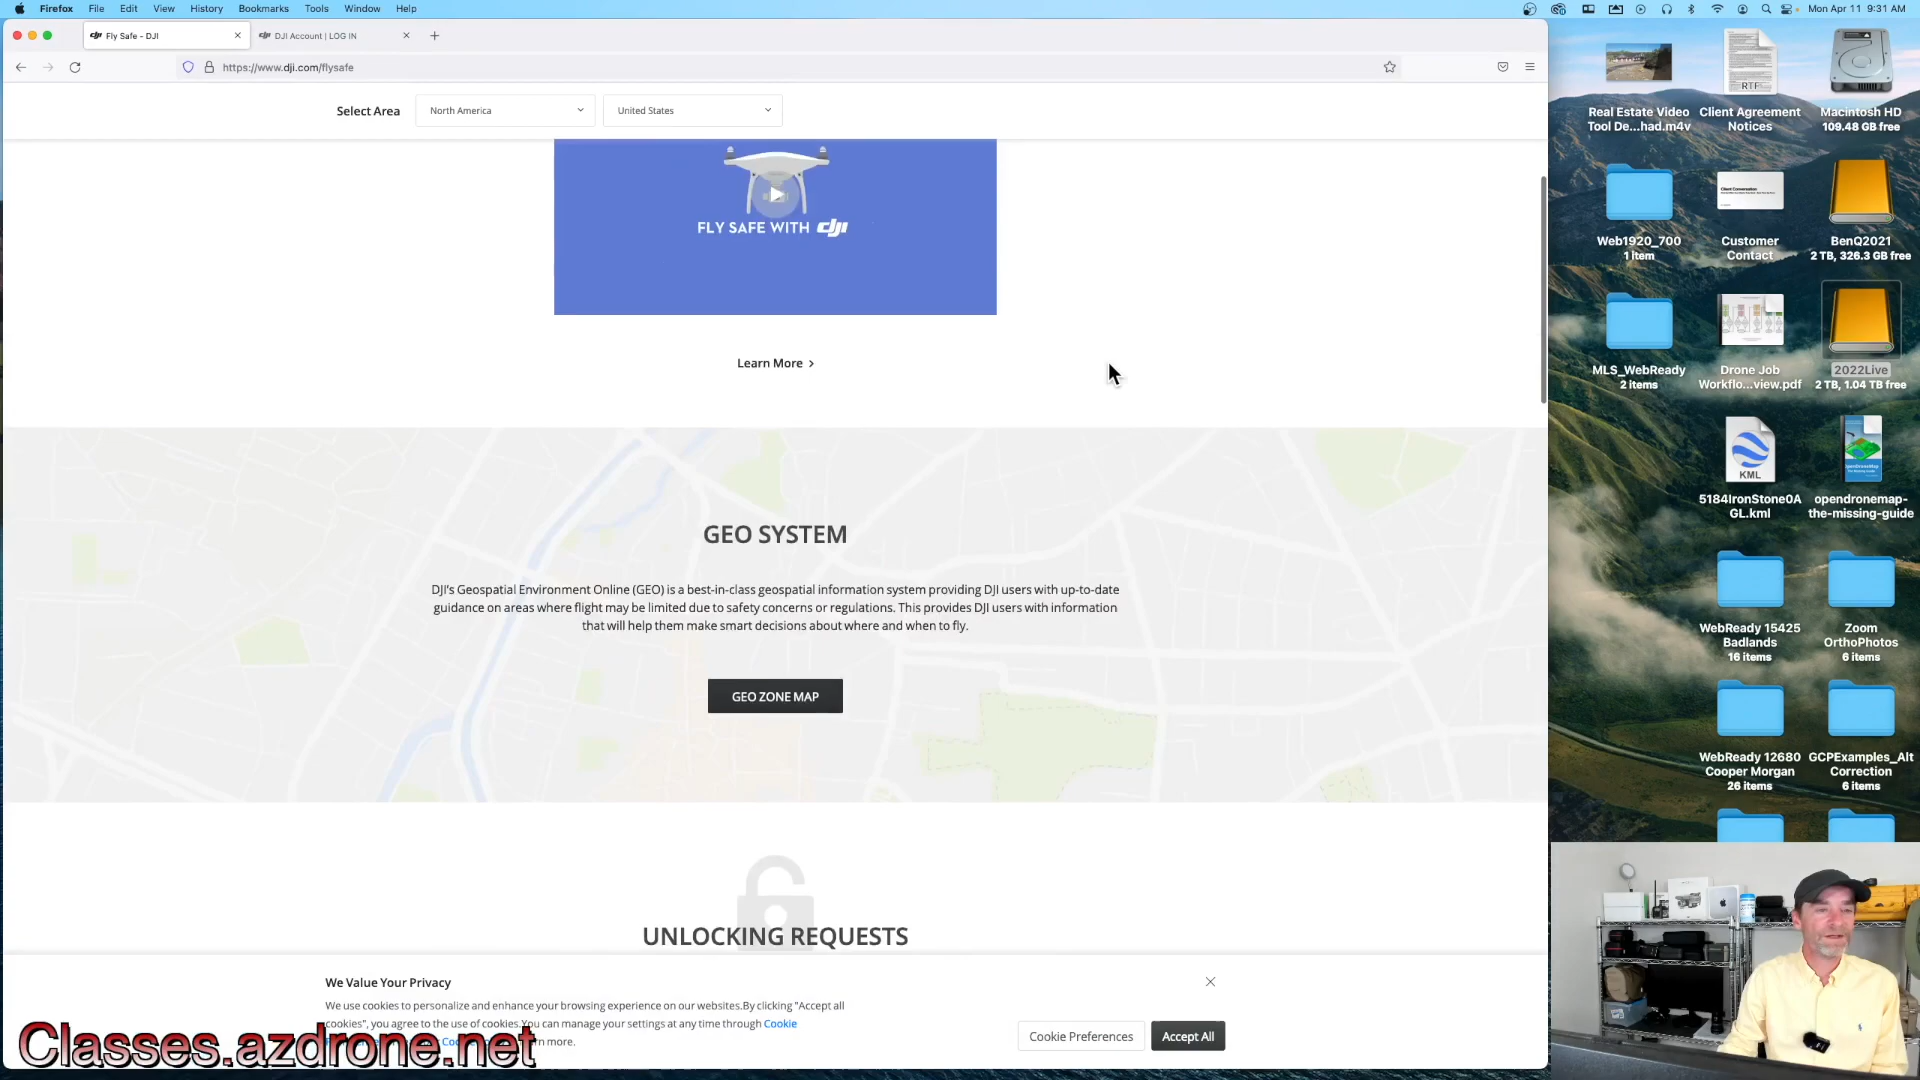 Firefox File Edit View History Bookmarks Tools Window Help
Mon Apr 11 9:31 AM
Fly Safe - DJI
DJI Account | LOG IN
https://www.dji.com/flysafe
Select Area
North America
United States
FLY SAFE WITH dji
Learn More >
GEO SYSTEM
DJI's Geospatial Environment Online (GEO) is a best-in-class geospatial information system providing DJI users with up-to-date
guidance on areas where flight may be limited due to safety concerns or regulations. This provides DJI users with information
that will help them make smart decisions about where and when to fly.
GEO ZONE MAP
UNLOCKING REQUESTS
We Value Your Privacy
We use cookies to personalize and enhance your browsing experience on our websites.By clicking "Accept all
cookies", you agree to the use of cookies.You can manage your settings at any time through Cookie
Cookie Preferences
Accept All
Classes.azdrone.net
Real Estate Video
Tool De...had.m4v
RTF
Client Agreement
Notices
Macintosh HD
109.48 GB free
Web1920_700
1 item
Client Conversation
Customer
Contact
BenQ2021
2 TB, 326.3 GB free
MLS_WebReady
2 items
Drone Job
Workflo...view.pdf
2022Live
2 TB, 1.04 TB free
KML
5184IronStone0A
GL.kml
opendronemap-
the-missing-guide
WebReady 15425
Badlands
16 items
Zoom
OrthoPhotos
6 items
WebReady 12680
Cooper Morgan
26 items
GCPExamples_Alt
Correction
6 items